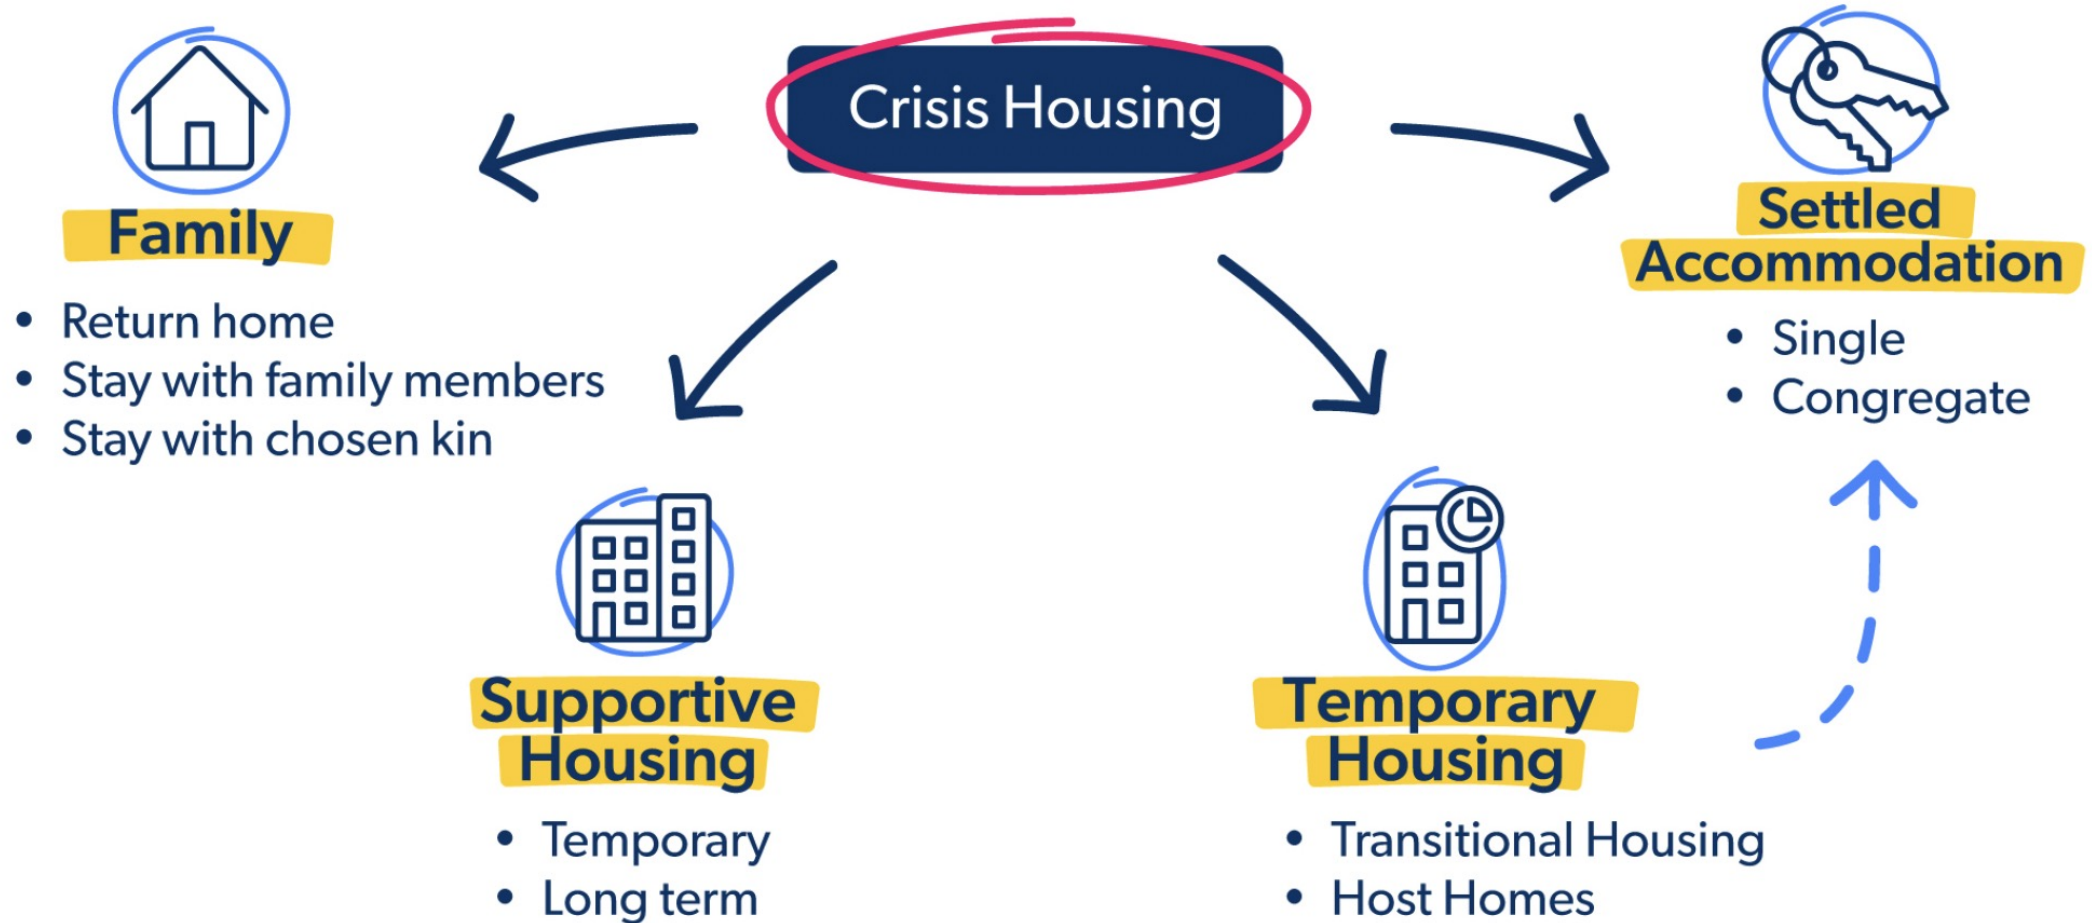 Crisis Housing
Family
• Return home
• Stay with family members
• Stay with chosen kin
Supportive
Housing
• Temporary
• Long term
Temporary
Housing
• Transitional Housing
• Host Homes
Settled
Accommodation
• Single
• Congregate